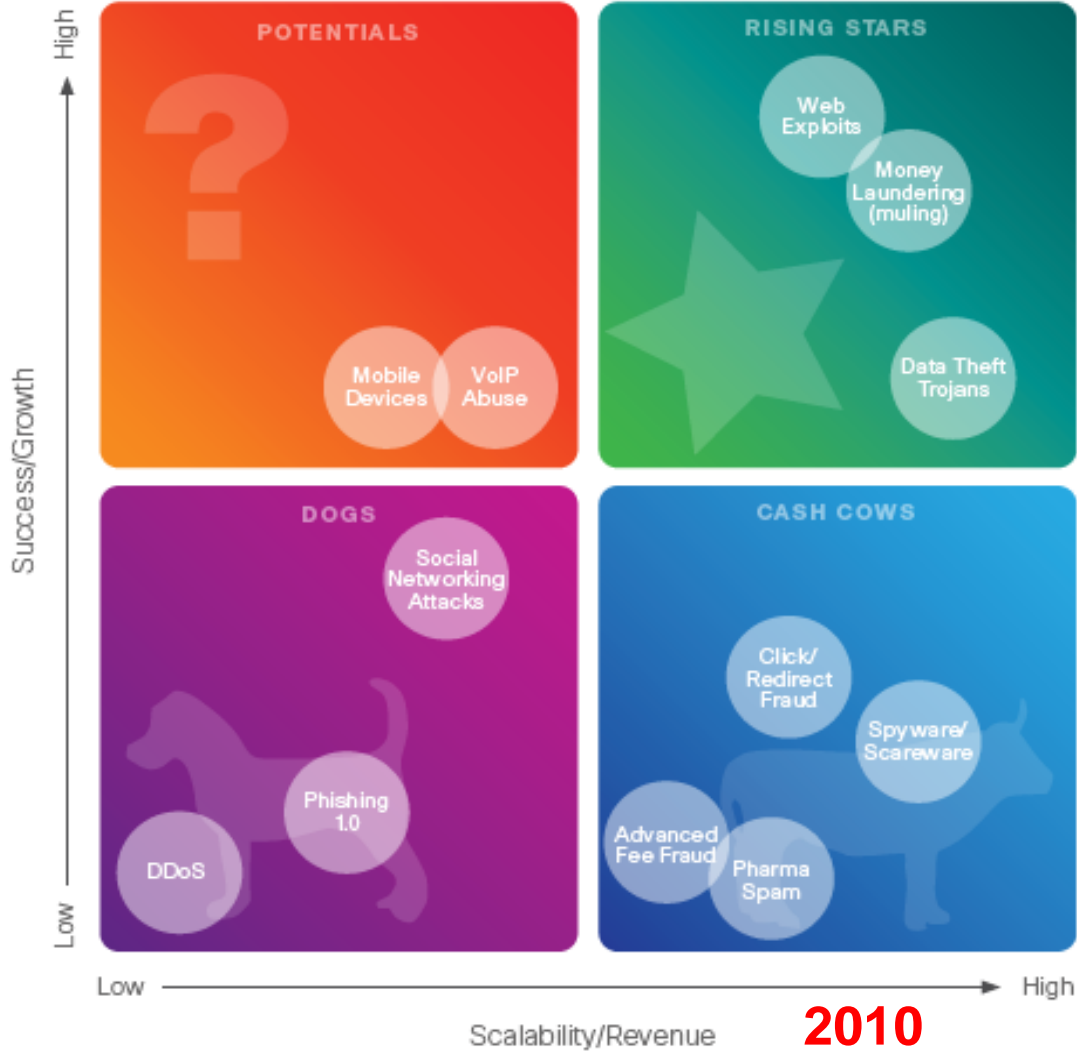 High
POTENTIALS
?
Mobile
Devices
VoIP
Abuse
RISING STARS
Web
Exploits
Money
Laundering
(muling)
Data Theft
Trojans
Success/Growth
DOGS
Social
Networking
Attacks
Phishing
1.0
DDoS
CASH COWS
Click/
Redirect
Fraud
Spyware/
Scareware
Advanced
Fee Fraud
Pharma
Spam
Low
Low
High
Scalability/Revenue
2010